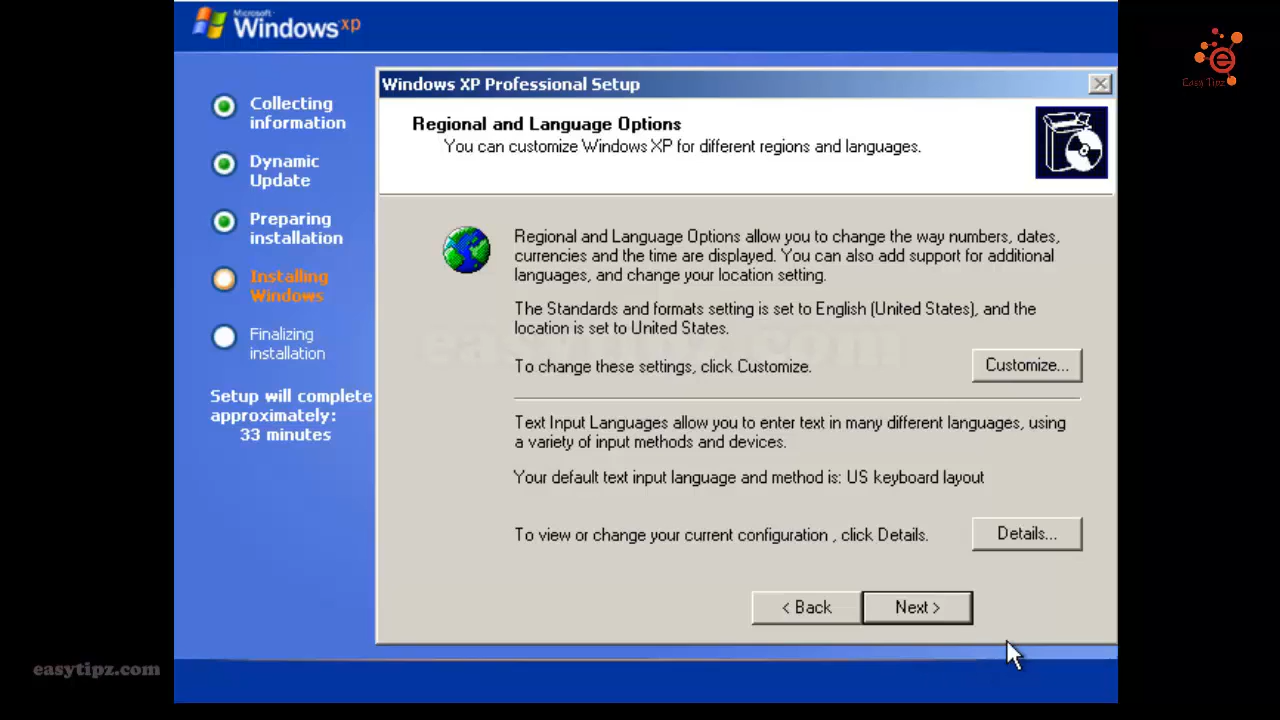 Microsoft
Windows xp
Easy Tipz
Collecting
information
Dynamic
Update
Preparing
installation
Installing
Windows
Finalizing
installation
Setup will complete
approximately:
33 minutes
Windows XP Professional Setup
Regional and Language Options
You can customize Windows XP for different regions and languages.
Regional and Language Options allow you to change the way numbers, dates,
currencies and the time are displayed. You can also add support for additional
languages, and change your location setting.
The Standards and formats setting is set to English (United States), and the
location is set to United States.
easytipz.com
To change these settings, click Customize.
Customize...
Text Input Languages allow you to enter text in many different languages, using
a variety of input methods and devices.
Your default text input language and method is: US keyboard layout
To view or change your current configuration , click Details.
Details...
< Back
Next >
easytipz.com